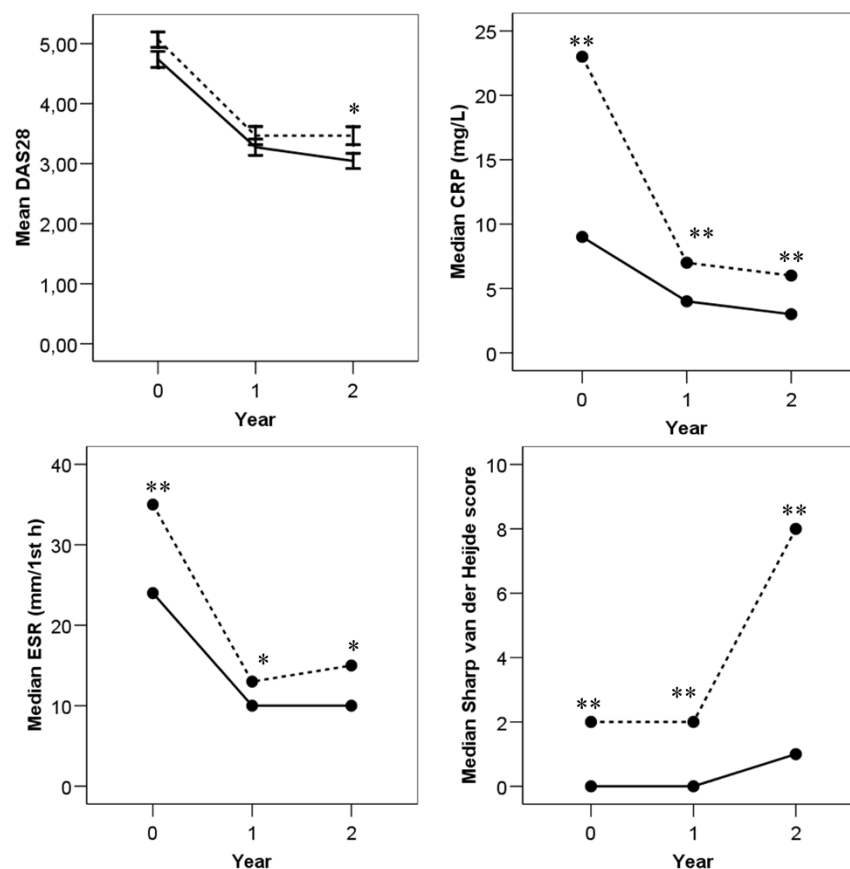 Mean DAS28
5,00
4,00
3,00
2,00
1,00
0,00
*
0 1 2
Year
Median CRP (mg/L)
25
20
15
10
5
0
**
**
**
0 1 2
Year
Median ESR (mm/1st h)
40
30
20
10
0
**
*
*
0 1 2
Year
Median Sharp van der Heijde score
10
8
6
4
2
0
**
**
**
0 1 2
Year